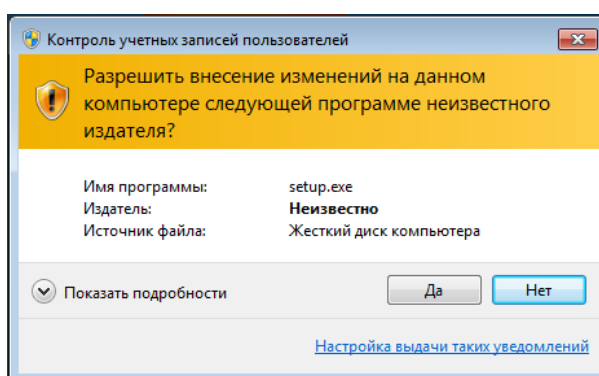 Контроль учетных записей пользователей
Разрешить внесение изменений на данном
компьютере следующей программе неизвестного
издателя?
Имя программы: setup.exe
Издатель: Неизвестно
Источник файла: Жесткий диск компьютера
Показать подробности Да Нет
Настройка выдачи таких уведомлений